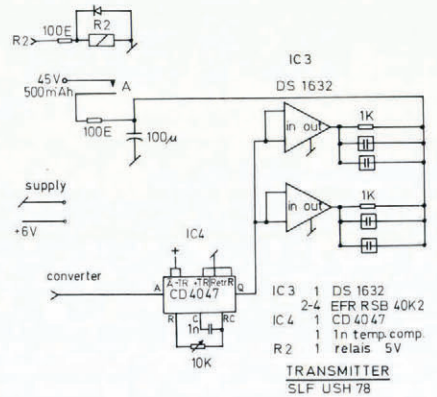 R2
100E
R2
IC 3
DS 1632
45V
500mAh
A
100E
100µ
in out
1K
in out
1K
supply
+6V
IC4
+
converter
A
A -TR +TR RetrR
CD 4047
Q
R
C
RC
1n
10K
IC 3 1 DS 1632
2-4 EFR RSB 40K2
IC 4 1 CD 4047
1 1n temp.comp.
R 2 1 relais 5V
TRANSMITTER
SLF USH 78